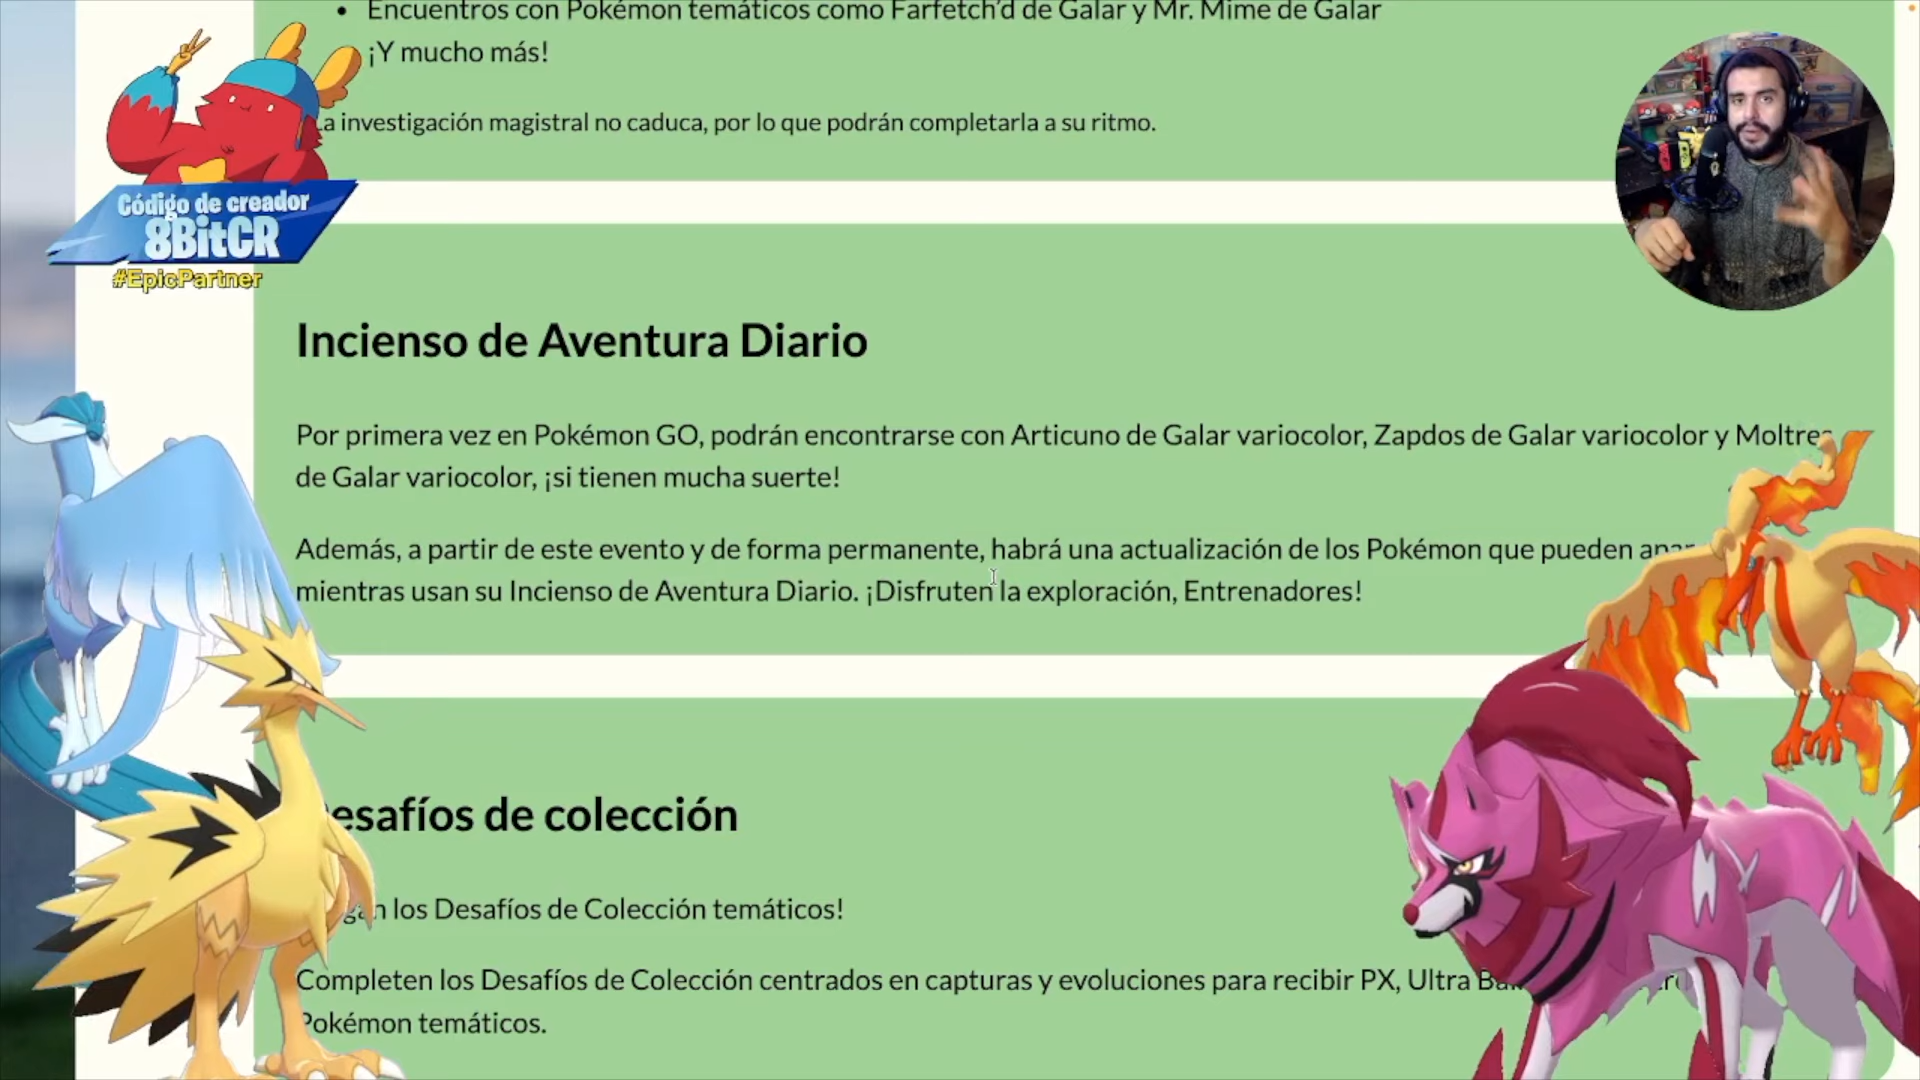 • Encuentros con Pokémon temáticos como Farfetch'd de Galar y Mr. Mime de Galar
¡Y mucho más!
La investigación magistral no caduca, por lo que podrán completarla a su ritmo.
Código de creador
8BitCR
#EpicPartner
Incienso de Aventura Diario
Por primera vez en Pokémon GO, podrán encontrarse con Articuno de Galar variocolor, Zapdos de Galar variocolor y Moltres
de Galar variocolor, ¡si tienen mucha suerte!
Además, a partir de este evento y de forma permanente, habrá una actualización de los Pokémon que pueden
mientras usan su Incienso de Aventura Diario. ¡Disfruten la exploración, Entrenadores!
Desafíos de colección
los Desafíos de Colección temáticos!
Completen los Desafíos de Colección centrados en capturas y evoluciones para recibir PX, Ultra
Pokémon temáticos.